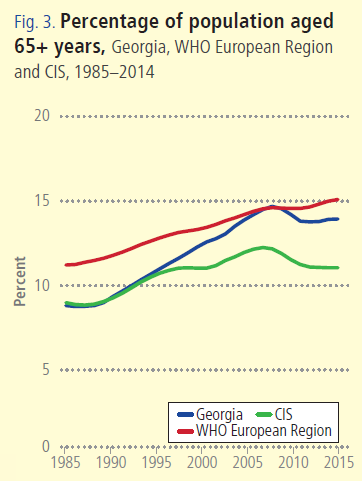 Fig. 3. Percentage of population aged
65+ years, Georgia, WHO European Region
and CIS, 1985–2014
20
15
10
5
0
Percent
Georgia CIS
WHO European Region
1985 1990 1995 2000 2005 2010 2015